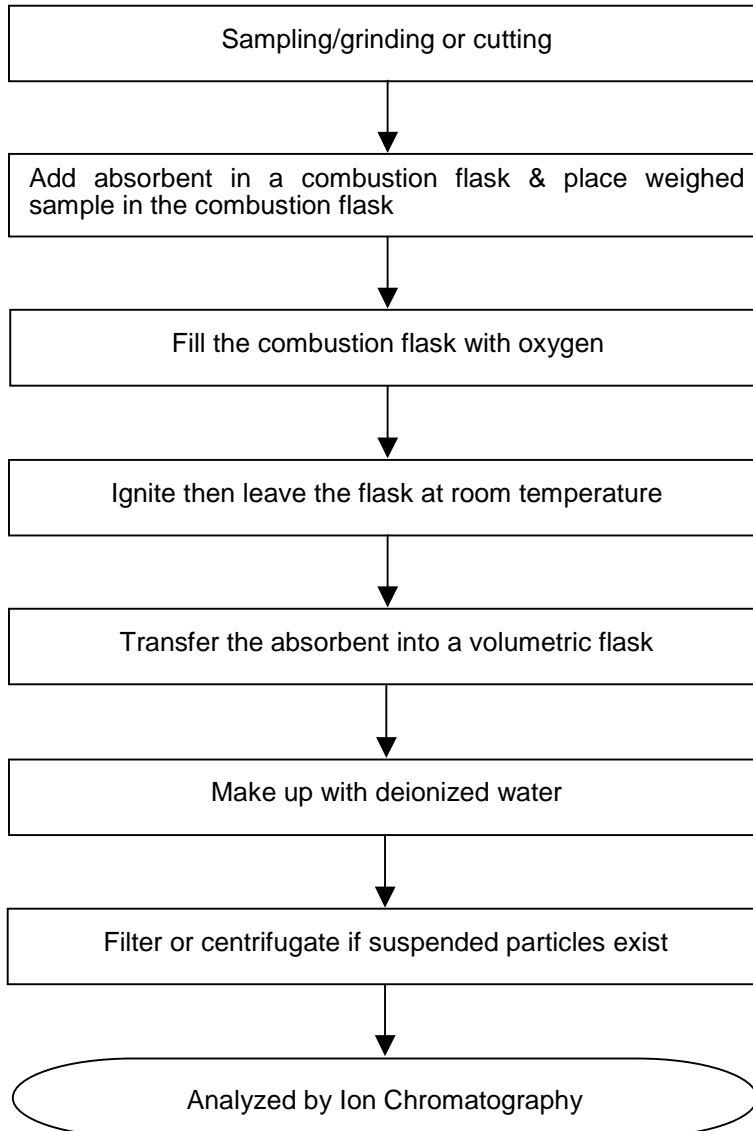 Sampling/grinding or cutting
Add absorbent in a combustion flask & place weighed
sample in the combustion flask
Fill the combustion flask with oxygen
Ignite then leave the flask at room temperature
Transfer the absorbent into a volumetric flask
Make up with deionized water
Filter or centrifugate if suspended particles exist
Analyzed by Ion Chromatography